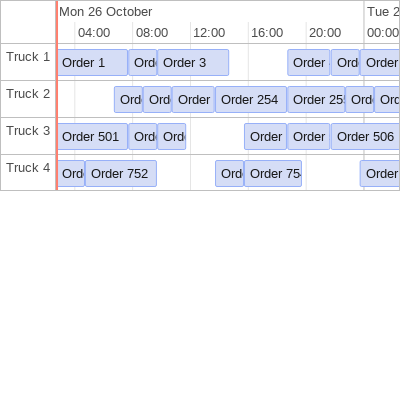 Mon 26 October Tue 2
04:00 08:00 12:00 16:00 20:00 00:00
Truck 1 Order 1 Ord Order 3 Order Ord Order
Truck 2 Ord Ord Order Order 254 Order 25 Ord Ord
Truck 3 Order 501 Ord Ord Order Order Order 506
Truck 4 Ord Order 752 Ord Order 75 Order